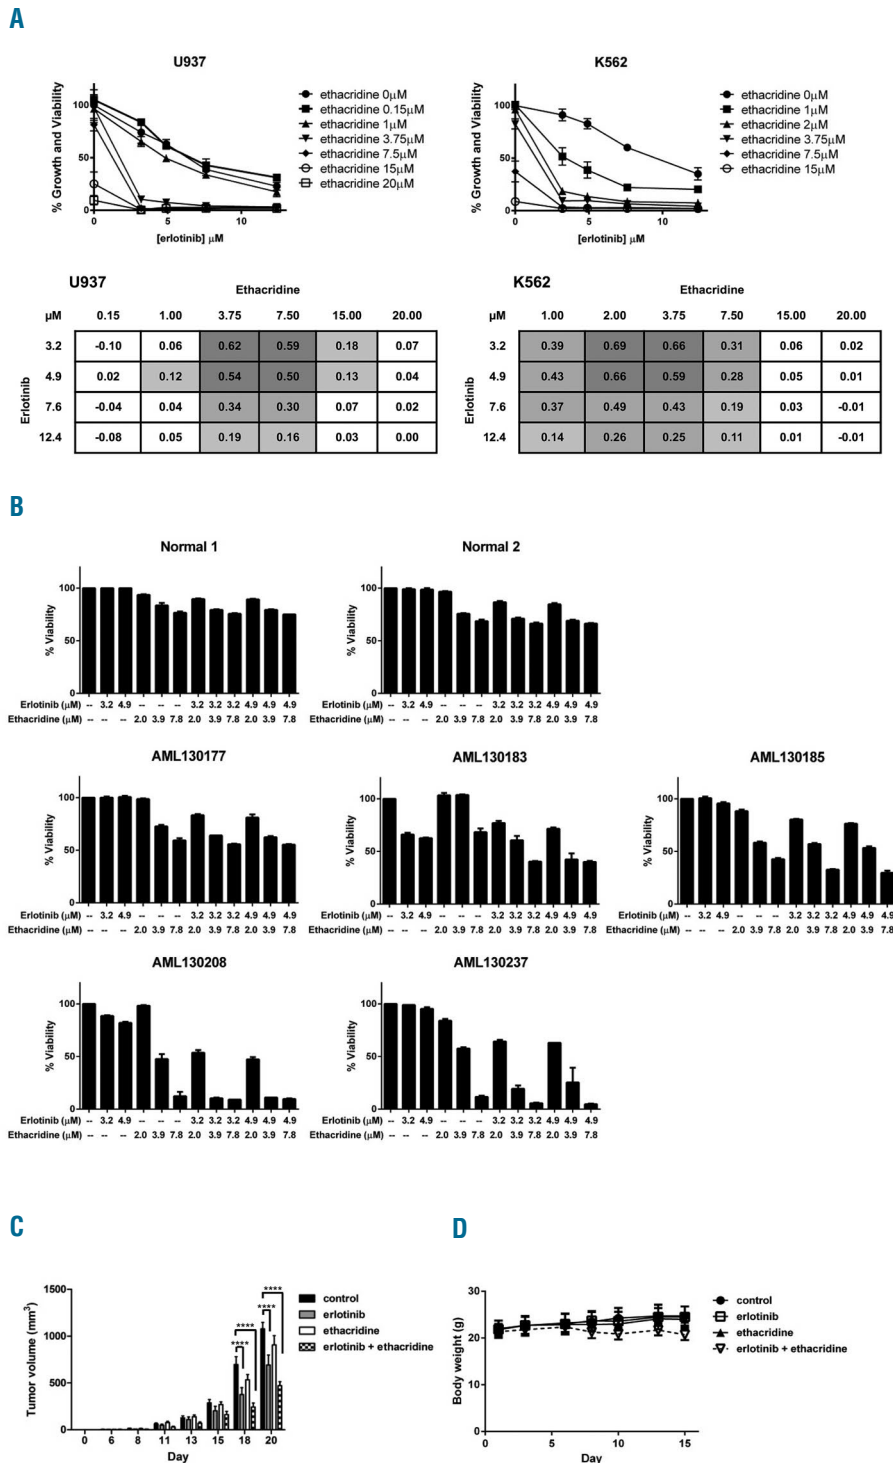 A
U937
% Growth and Viability
100
50
0
0 5 10
[erlotinib] μM
ethacridine 0μM
ethacridine 0.15μM
ethacridine 1μM
ethacridine 3.75μM
ethacridine 7.5μM
ethacridine 15μM
ethacridine 20μM
K562
% Growth and Viability
100
50
0
0 5 10
[erlotinib] μM
ethacridine 0μM
ethacridine 1μM
ethacridine 2μM
ethacridine 3.75μM
ethacridine 7.5μM
ethacridine 15μM
U937
Ethacridine
μM 0.15 1.00 3.75 7.50 15.00 20.00
Erlotinib
3.2 -0.10 0.06 0.62 0.59 0.18 0.07
4.9 0.02 0.12 0.54 0.50 0.13 0.04
7.6 -0.04 0.04 0.34 0.30 0.07 0.02
12.4 -0.08 0.05 0.19 0.16 0.03 0.00
K562
Ethacridine
μM 1.00 2.00 3.75 7.50 15.00 20.00
Erlotinib
3.2 0.39 0.69 0.66 0.31 0.06 0.02
4.9 0.43 0.66 0.59 0.28 0.05 0.01
7.6 0.37 0.49 0.43 0.19 0.03 -0.01
12.4 0.14 0.26 0.25 0.11 0.01 -0.01
B
Normal 1
% Viability
100
50
0
Erlotinib (μM) -- 3.2 4.9 -- -- -- 3.2 3.2 3.2 4.9 4.9 4.9
Ethacridine (μM) -- -- -- 2.0 3.9 7.8 2.0 3.9 7.8 2.0 3.9 7.8
Normal 2
% Viability
100
50
0
Erlotinib (μM) -- 3.2 4.9 -- -- -- 3.2 3.2 3.2 4.9 4.9 4.9
Ethacridine (μM) -- -- -- 2.0 3.9 7.8 2.0 3.9 7.8 2.0 3.9 7.8
AML130177
% Viability
100
50
0
Erlotinib (μM) -- 3.2 4.9 -- -- -- 3.2 3.2 3.2 4.9 4.9 4.9
Ethacridine (μM) -- -- -- 2.0 3.9 7.8 2.0 3.9 7.8 2.0 3.9 7.8
AML130183
% Viability
100
50
0
Erlotinib (μM) -- 3.2 4.9 -- -- -- 3.2 3.2 3.2 4.9 4.9 4.9
Ethacridine (μM) -- -- -- 2.0 3.9 7.8 2.0 3.9 7.8 2.0 3.9 7.8
AML130185
% Viability
100
50
0
Erlotinib (μM) -- 3.2 4.9 -- -- -- 3.2 3.2 3.2 4.9 4.9 4.9
Ethacridine (μM) -- -- -- 2.0 3.9 7.8 2.0 3.9 7.8 2.0 3.9 7.8
AML130208
% Viability
100
50
0
Erlotinib (μM) -- 3.2 4.9 -- -- -- 3.2 3.2 3.2 4.9 4.9 4.9
Ethacridine (μM) -- -- -- 2.0 3.9 7.8 2.0 3.9 7.8 2.0 3.9 7.8
AML130237
% Viability
100
50
0
Erlotinib (μM) -- 3.2 4.9 -- -- -- 3.2 3.2 3.2 4.9 4.9 4.9
Ethacridine (μM) -- -- -- 2.0 3.9 7.8 2.0 3.9 7.8 2.0 3.9 7.8
C
Tumor volume (mm³)
1500
1000
500
0
0 6 8 11 13 15 18 20
Day
****
****
****
****
control
erlotinib
ethacridine
erlotinib + ethacridine
D
Body weight (g)
30
20
10
0
0 5 10 15
Day
control
erlotinib
ethacridine
erlotinib + ethacridine